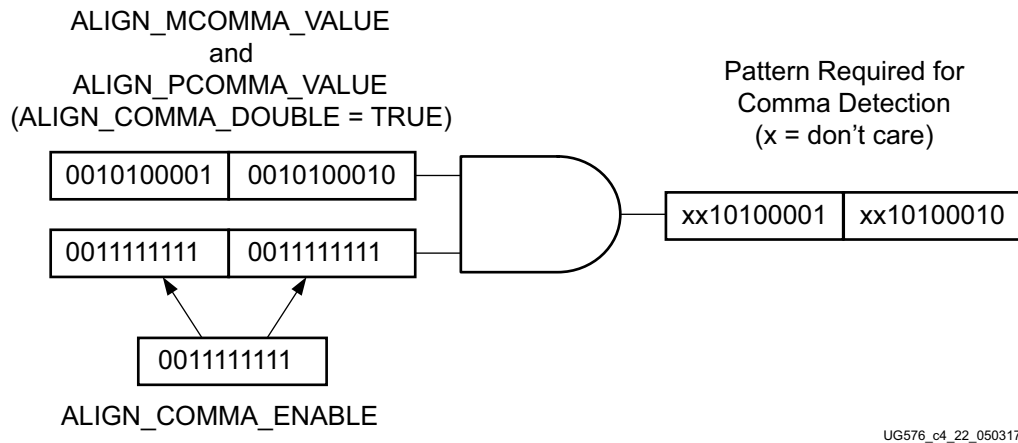 ALIGN_MCOMMA_VALUE
and
ALIGN_PCOMMA_VALUE
(ALIGN_COMMA_DOUBLE = TRUE)
Pattern Required for
Comma Detection
(x = don’t care)
0010100001 0010100010
xx10100001 xx10100010
0011111111 0011111111
0011111111
ALIGN_COMMA_ENABLE
UG576_c4_22_050317